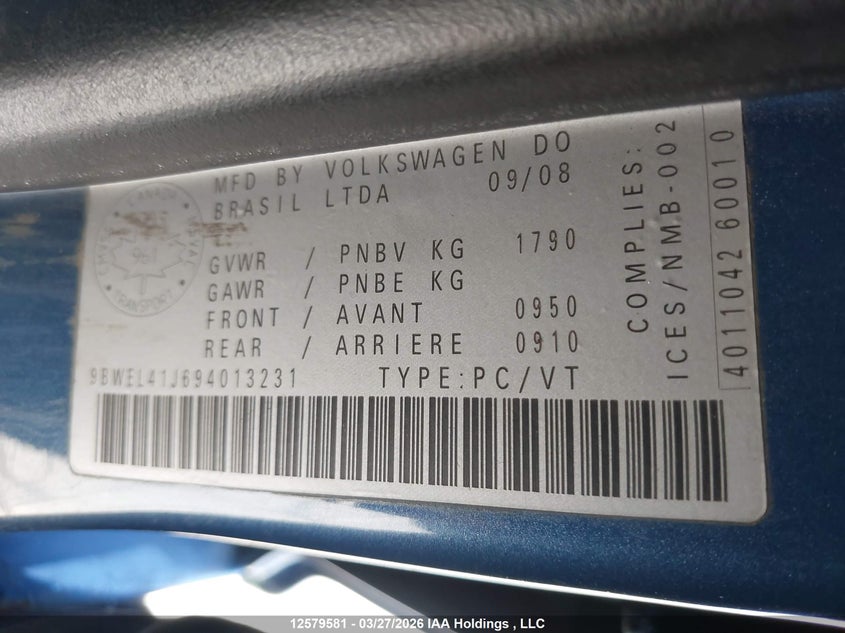 MFD BY VOLKSWAGEN DO
BRASIL LTDA 09/08
GVWR / PNBV KG 1790
GAWR / PNBE KG
FRONT / AVANT 0950
REAR / ARRIERE 0910
9BWEL41J694013231 TYPE:PC/VT
COMPLIES:
ICES/NMB-002
4011042 60010
CANADA
TRANSPORT
12579581 - 03/27/2026 IAA Holdings , LLC